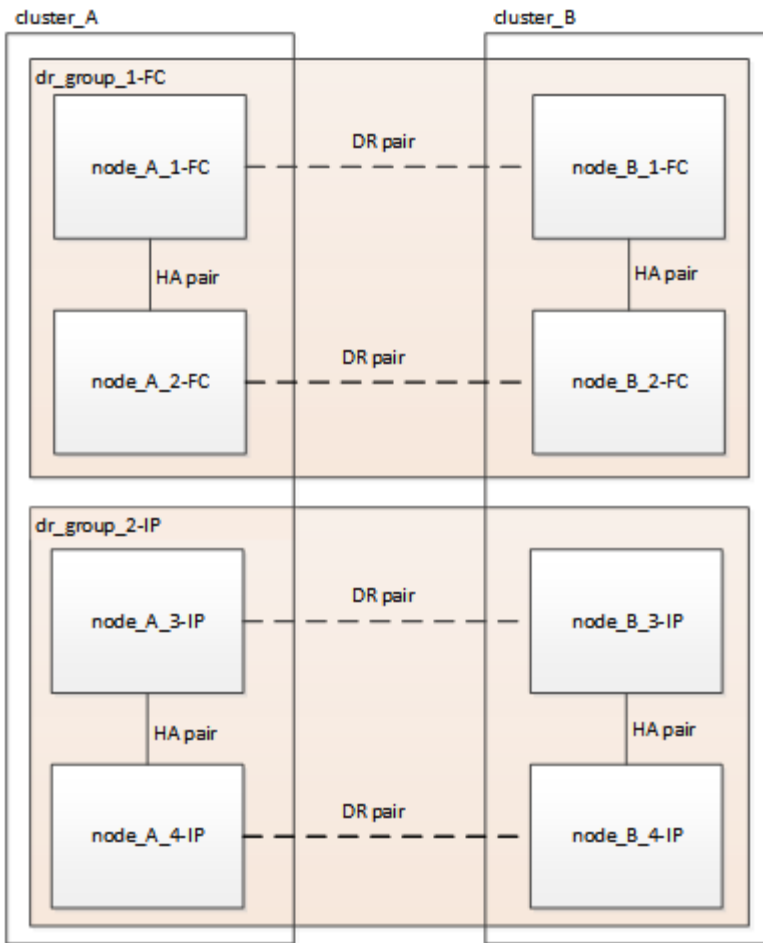 cluster_A
cluster_B
dr_group_1-FC
node_A_1-FC
DR pair
node_B_1-FC
HA pair
HA pair
node_A_2-FC
DR pair
node_B_2-FC
dr_group_2-IP
node_A_3-IP
DR pair
node_B_3-IP
HA pair
HA pair
node_A_4-IP
DR pair
node_B_4-IP